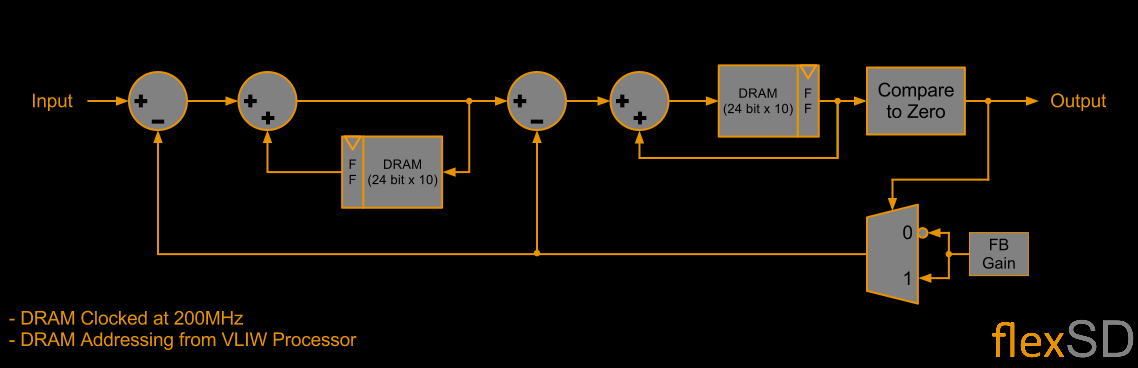 Input
+
−
+
+
F
F
DRAM
(24 bit x 10)
+
−
+
+
DRAM
(24 bit x 10)
F
F
Compare
to Zero
Output
0
1
FB
Gain
- DRAM Clocked at 200MHz
- DRAM Addressing from VLIW Processor
flexSD